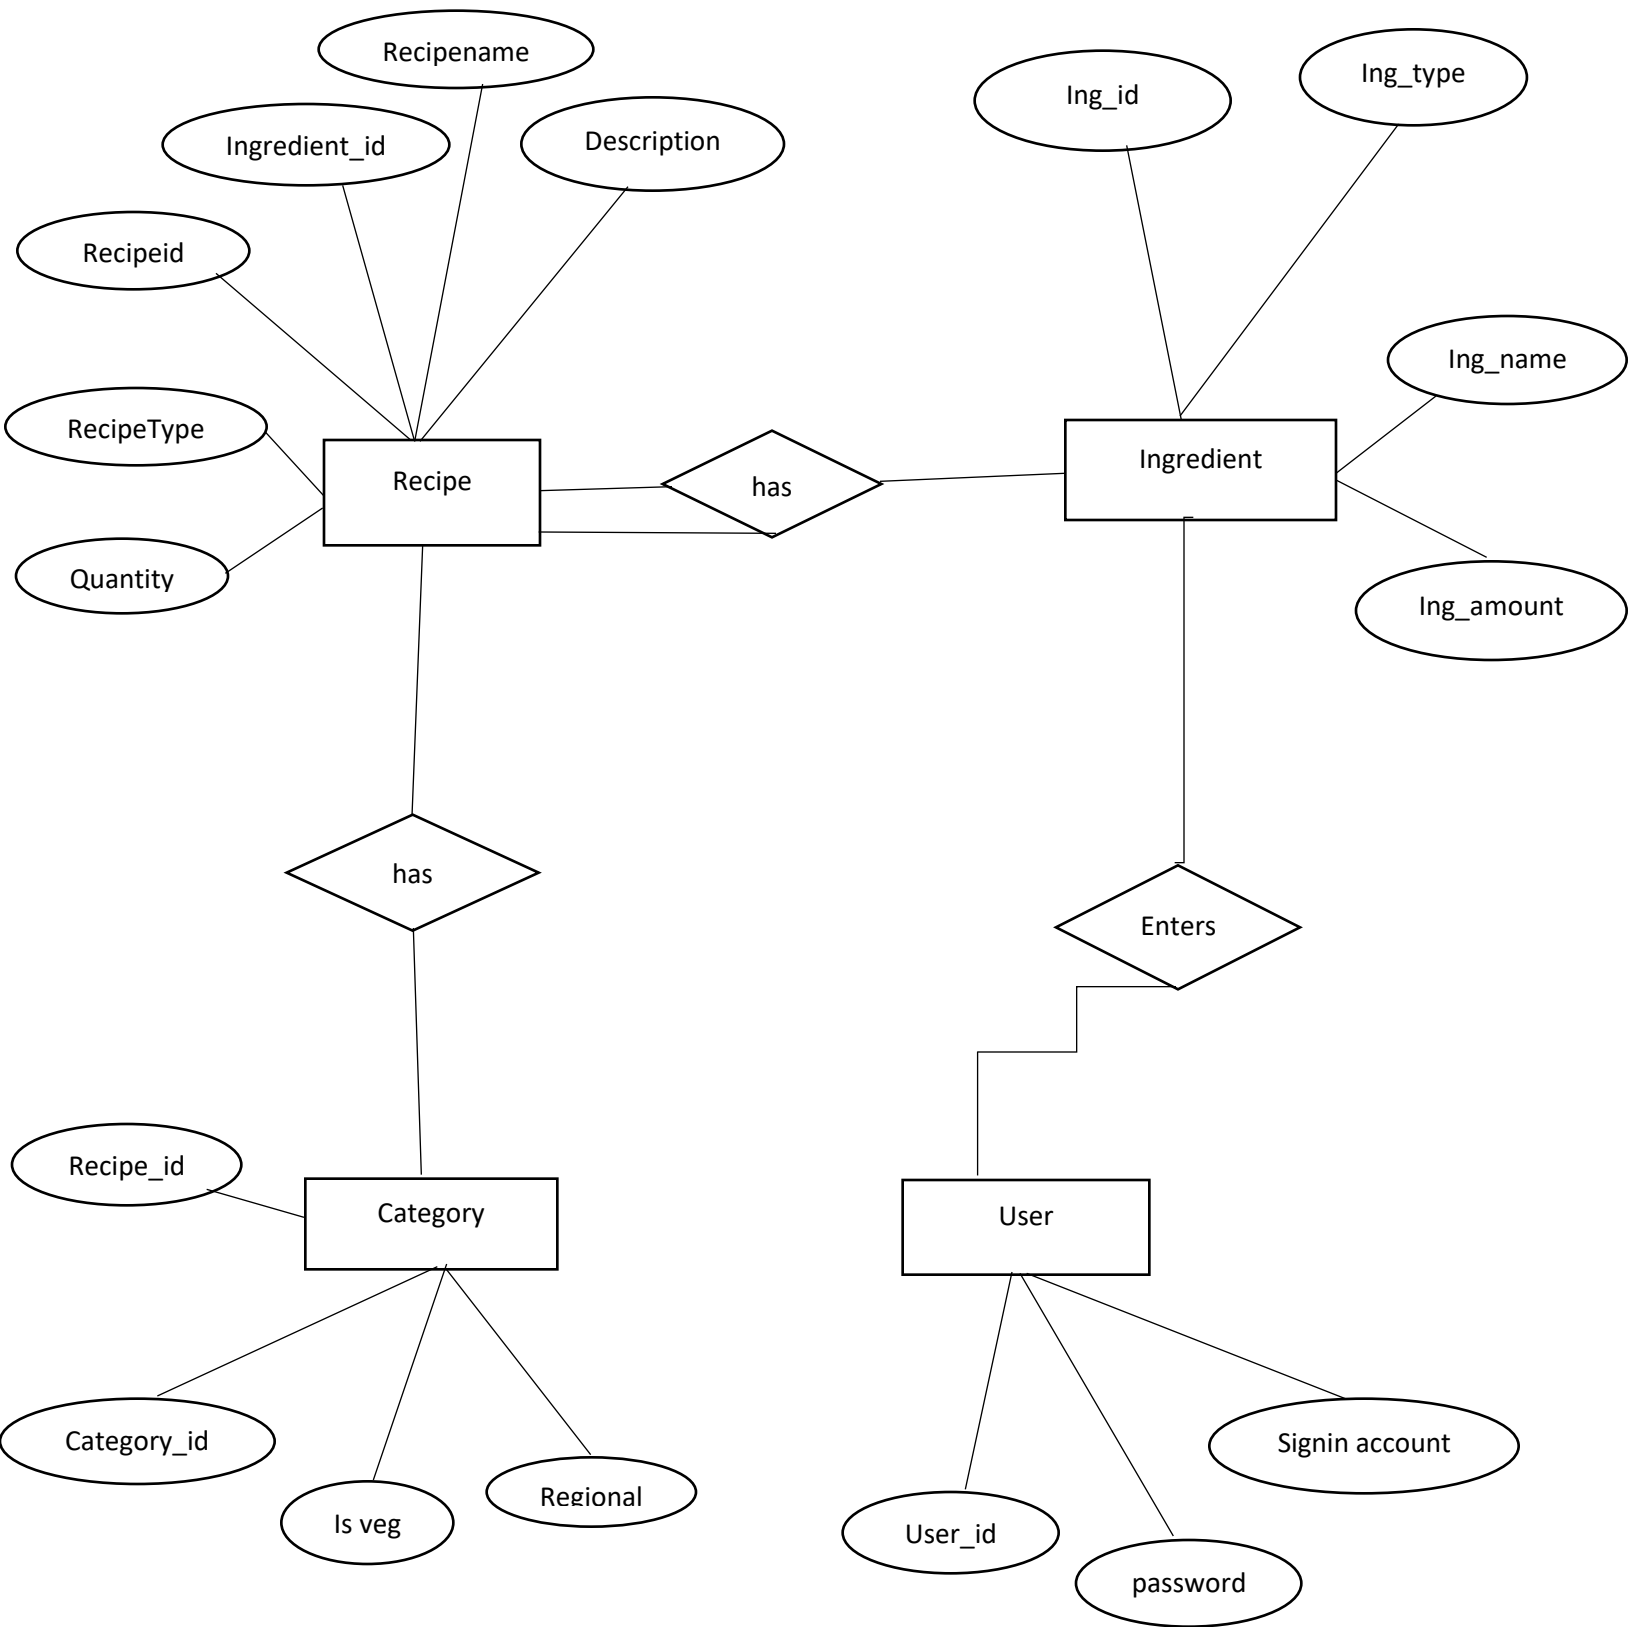 Recipename
Ing_type
Ing_id
Description
Ingredient_id
Recipeid
Ing_name
RecipeType
Ingredient
Recipe
has
Quantity
Ing_amount
has
Enters
Recipe_id
Category
User
Category_id
Signin account
Regional
Is veg
User_id
password